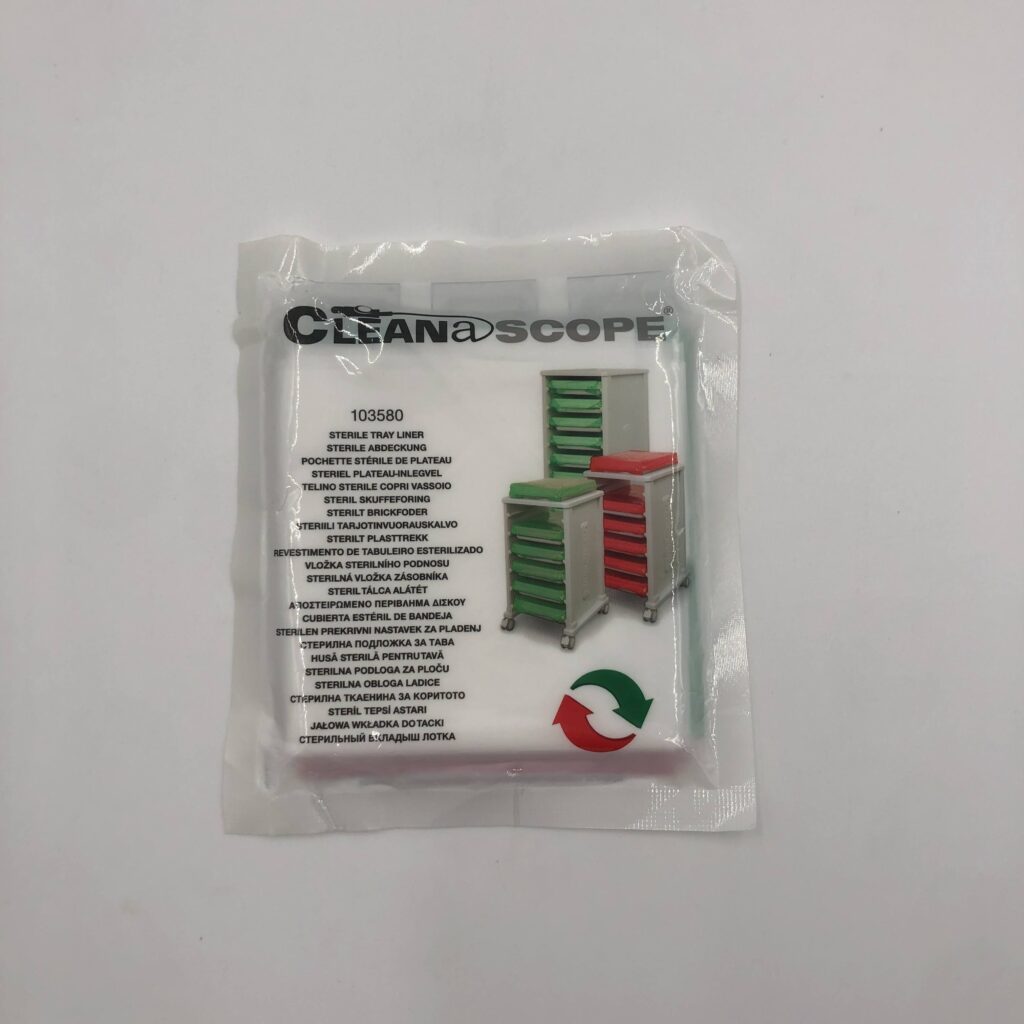 CLEANaSCOPE®
103580
STERILE TRAY LINER
STERILE ABDECKUNG
POCHETTE STÉRILE DE PLATEAU
STERIEL PLATEAU-INLEGVEL
TELINO STERILE COPRI VASSOIO
STERIL SKUFFEFORING
STERILT BRICKFODER
STERIILI TARJOTINVUORAUSKALVO
STERILT PLASTTREKK
REVESTIMENTO DE TABULEIRO ESTERILIZADO
VLOŽKA STERILNÍHO PODNOSU
STERILNÁ VLOŽKA ZÁSOBNÍKA
STERIL TÁLCA ALÁTÉT
ΑΠΟΣΤΕΙΡΩΜΕΝΟ ΠΕΡΙΒΛΗΜΑ ΔΙΣΚΟΥ
CUBIERTA ESTÉRIL DE BANDEJA
STERILEN PREKRIVNI NASTAVEK ZA PLADENJ
СТЕРИЛНА ПОДЛОЖКА ЗА ТАВА
HUSĂ STERILĂ PENTRU TAVĂ
STERILNA PODLOGA ZA PLOČU
STERILNA OBLOGA LADICE
СТЕРИЛНА ТКАЕНИНА ЗА КОРИТОТО
STERİL TEPSİ ASTARI
JAŁOWA WKŁADKA DO TACKI
СТЕРИЛЬНЫЙ ВКЛАДЫШ ЛОТКА